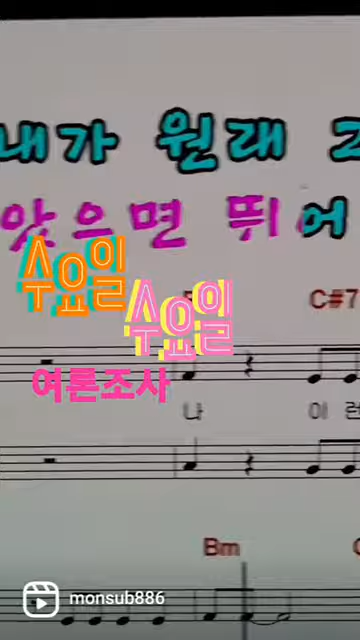 내가 원래 그
았으면 뛰어
수요일
수요일
C#7
여론조사
나 이런
Bm
monsub886